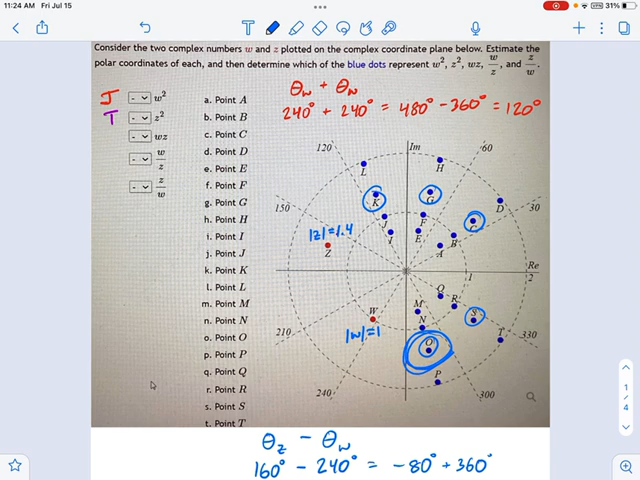 11:24 AM Fri Jul 15
31%
Consider the two complex numbers w and z plotted on the complex coordinate plane below. Estimate the
polar coordinates of each, and then determine which of the blue dots represent w², z², wz, w/z, and z/w.
θw + θw
240° + 240° = 480° - 360° = 120°
J - w²
T - z²
- wz
- w/z
- z/w
a. Point A
b. Point B
c. Point C
d. Point D
e. Point E
f. Point F
g. Point G
h. Point H
i. Point I
j. Point J
k. Point K
l. Point L
m. Point M
n. Point N
o. Point O
p. Point P
q. Point Q
r. Point R
s. Point S
t. Point T
120 Im 60
L H
150 K G D 30
J F C
|z|=1.4 I E B
Z A
Re
1 2
Q
W M R
|w|=1 N S
210 O T 330
P
240 300
θz - θw
160° - 240° = -80° + 360°
1
/
4